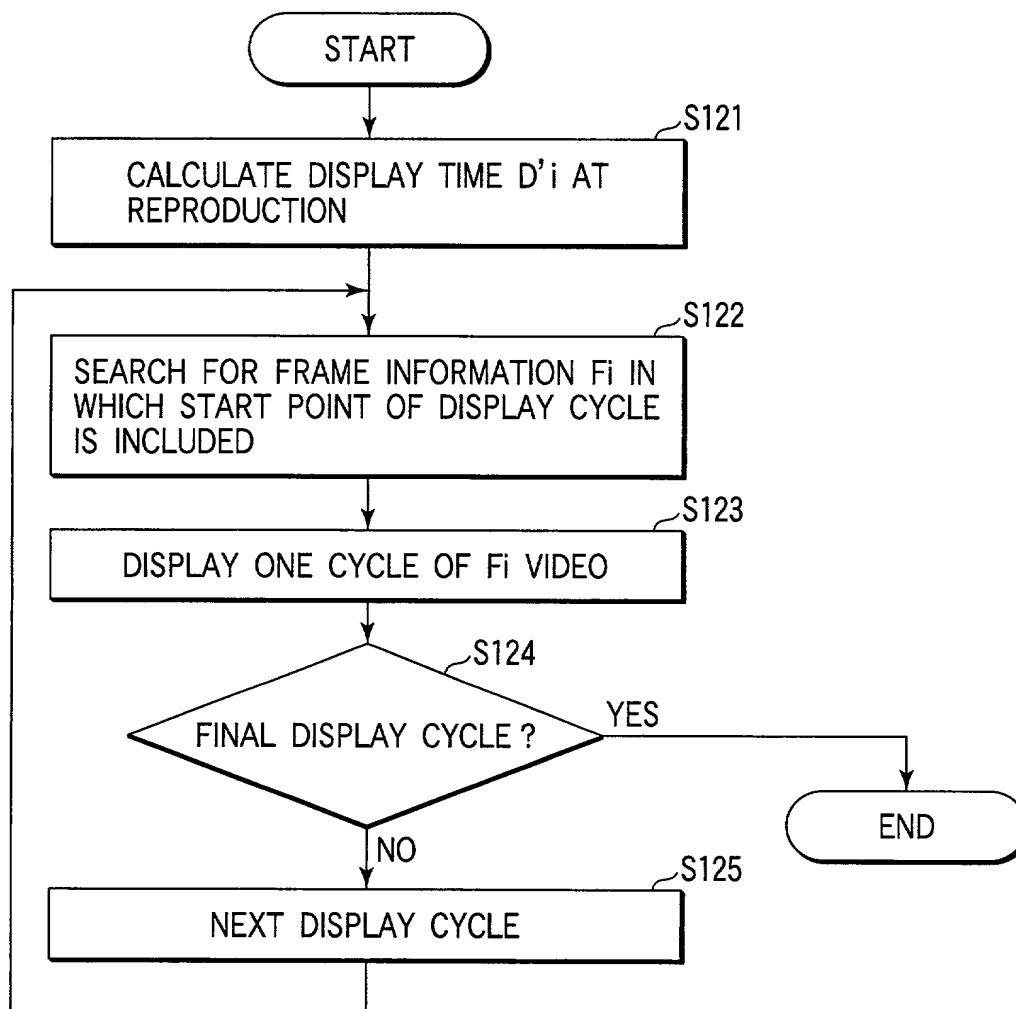 START
S121
CALCULATE DISPLAY TIME D'i AT
REPRODUCTION
S122
SEARCH FOR FRAME INFORMATION Fi IN
WHICH START POINT OF DISPLAY CYCLE
IS INCLUDED
S123
DISPLAY ONE CYCLE OF Fi VIDEO
S124
FINAL DISPLAY CYCLE ?
YES
END
NO
S125
NEXT DISPLAY CYCLE